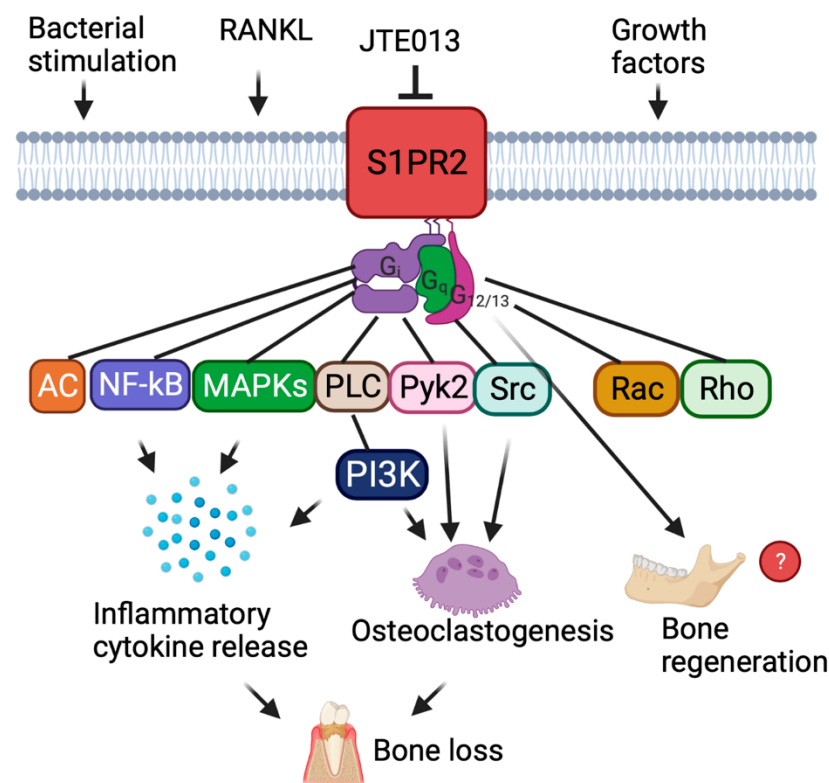 Bacterial
stimulation
RANKL
JTE013
Growth
factors
S1PR2
Gi
Gq
G12/13
AC
NF-kB
MAPKs
PLC
Pyk2
Src
Rac
Rho
PI3K
?
Inflammatory
cytokine release
Osteoclastogenesis
Bone
regeneration
Bone loss